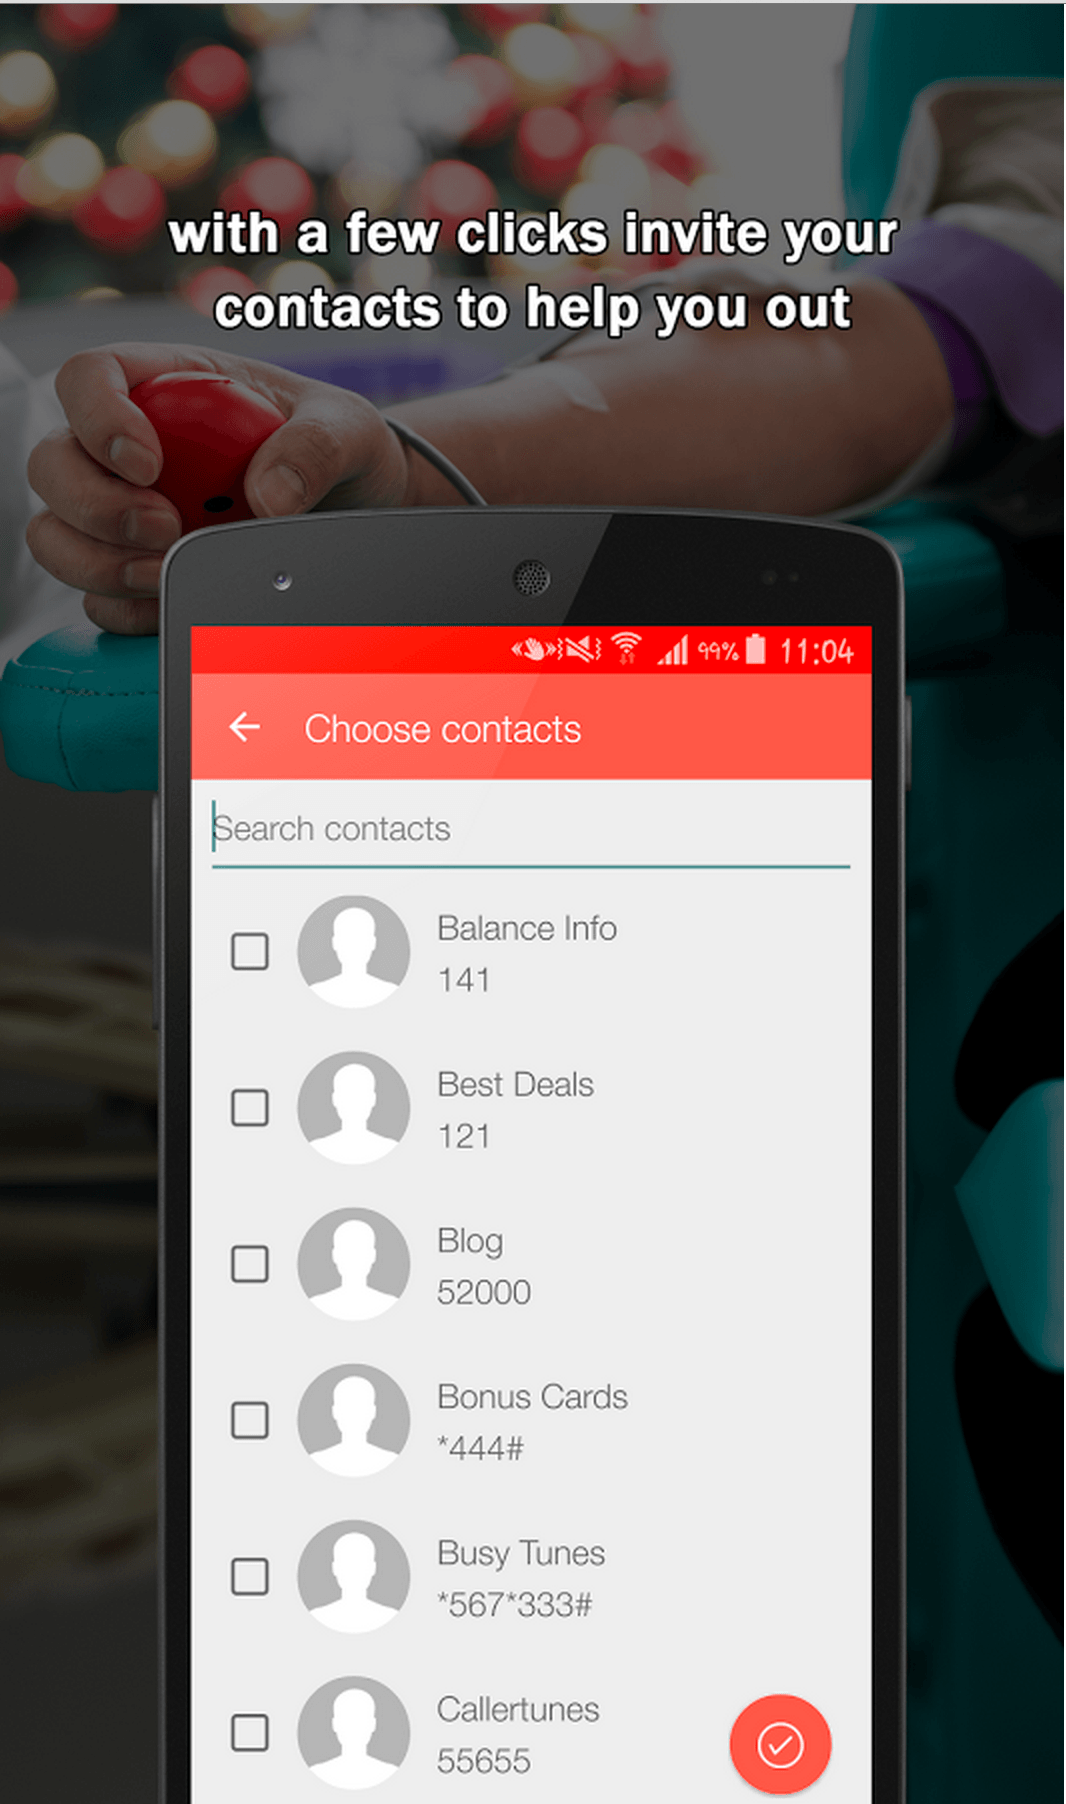 with a few clicks invite your
contacts to help you out
99% 11:04
Choose contacts
Search contacts
Balance Info
141
Best Deals
121
Blog
52000
Bonus Cards
*444#
Busy Tunes
*567*333#
Callertunes
55655